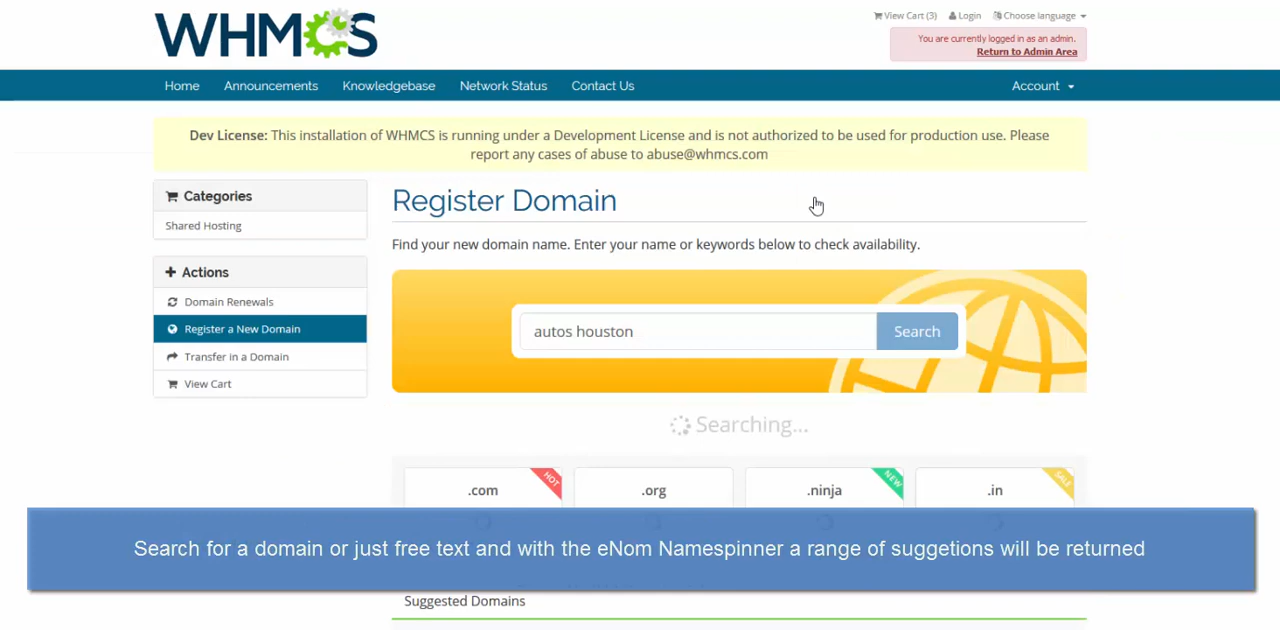 WHMCS
View Cart (3) Login Choose language
You are currently logged in as an admin.
Return to Admin Area
Home Announcements Knowledgebase Network Status Contact Us Account
Dev License: This installation of WHMCS is running under a Development License and is not authorized to be used for production use. Please
report any cases of abuse to abuse@whmcs.com
Categories
Shared Hosting
Actions
Domain Renewals
Register a New Domain
Transfer in a Domain
View Cart
Register Domain
Find your new domain name. Enter your name or keywords below to check availability.
autos houston Search
Searching...
.com HOT .org .ninja NEW .in SALE
Search for a domain or just free text and with the eNom Namespinner a range of suggetions will be returned
Suggested Domains